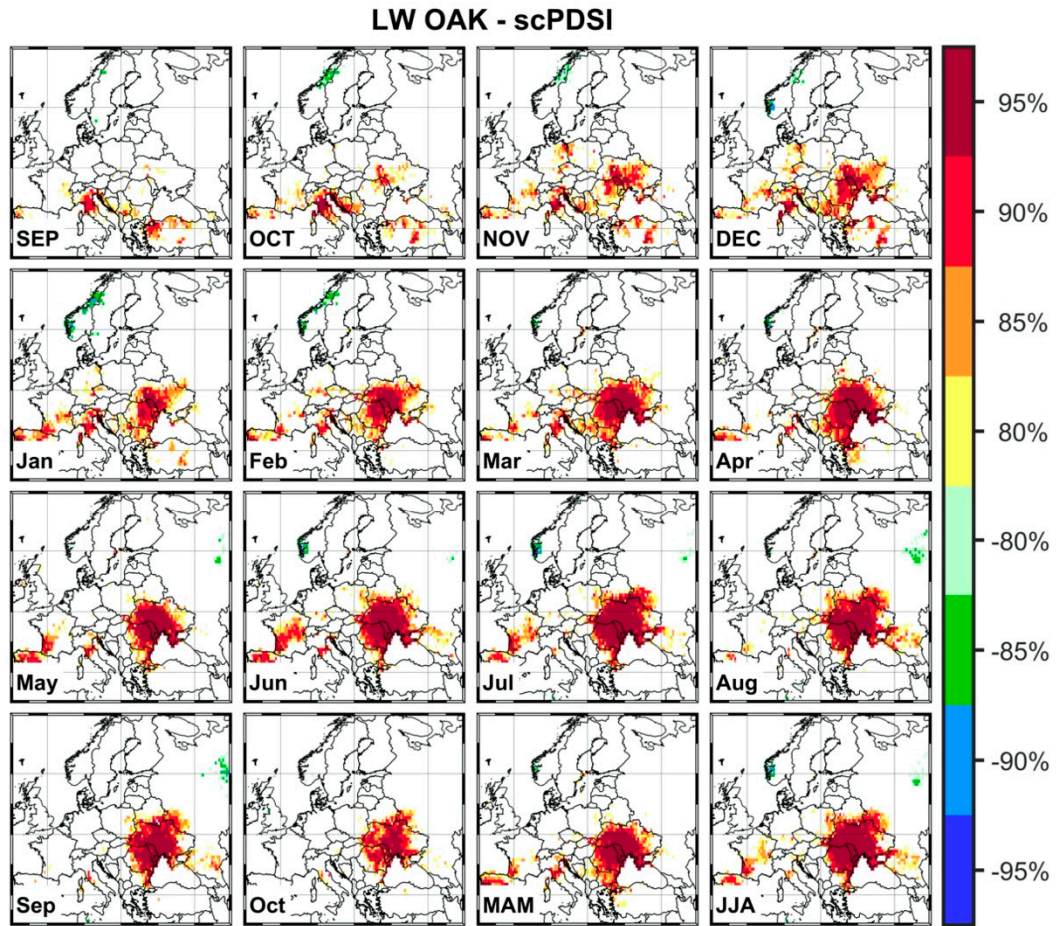 LW OAK - scPDSI
SEP
OCT
NOV
DEC
Jan
Feb
Mar
Apr
May
Jun
Jul
Aug
Sep
Oct
MAM
JJA
95%
90%
85%
80%
-80%
-85%
-90%
-95%